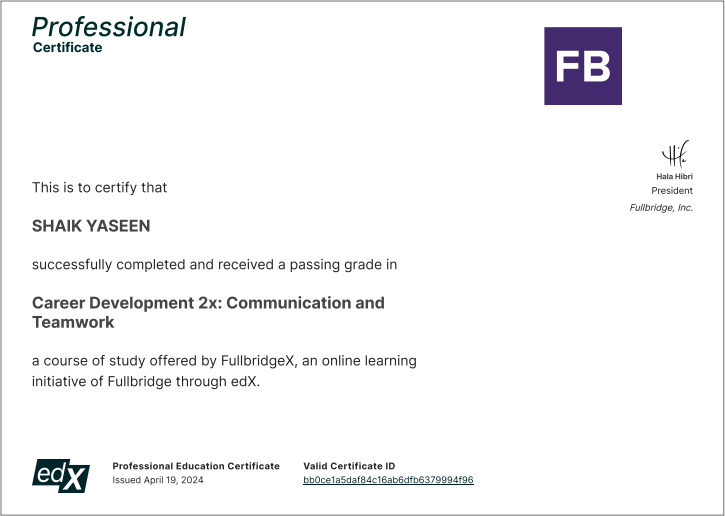 Professional
Certificate
FB
Hala Hibri
President
Fullbridge, Inc.
This is to certify that
SHAIK YASEEN
successfully completed and received a passing grade in
Career Development 2x: Communication and
Teamwork
a course of study offered by FullbridgeX, an online learning
initiative of Fullbridge through edX.
edX
Professional Education Certificate
Issued April 19, 2024
Valid Certificate ID
bb0ce1a5daf84c16ab6dfb6379994f96